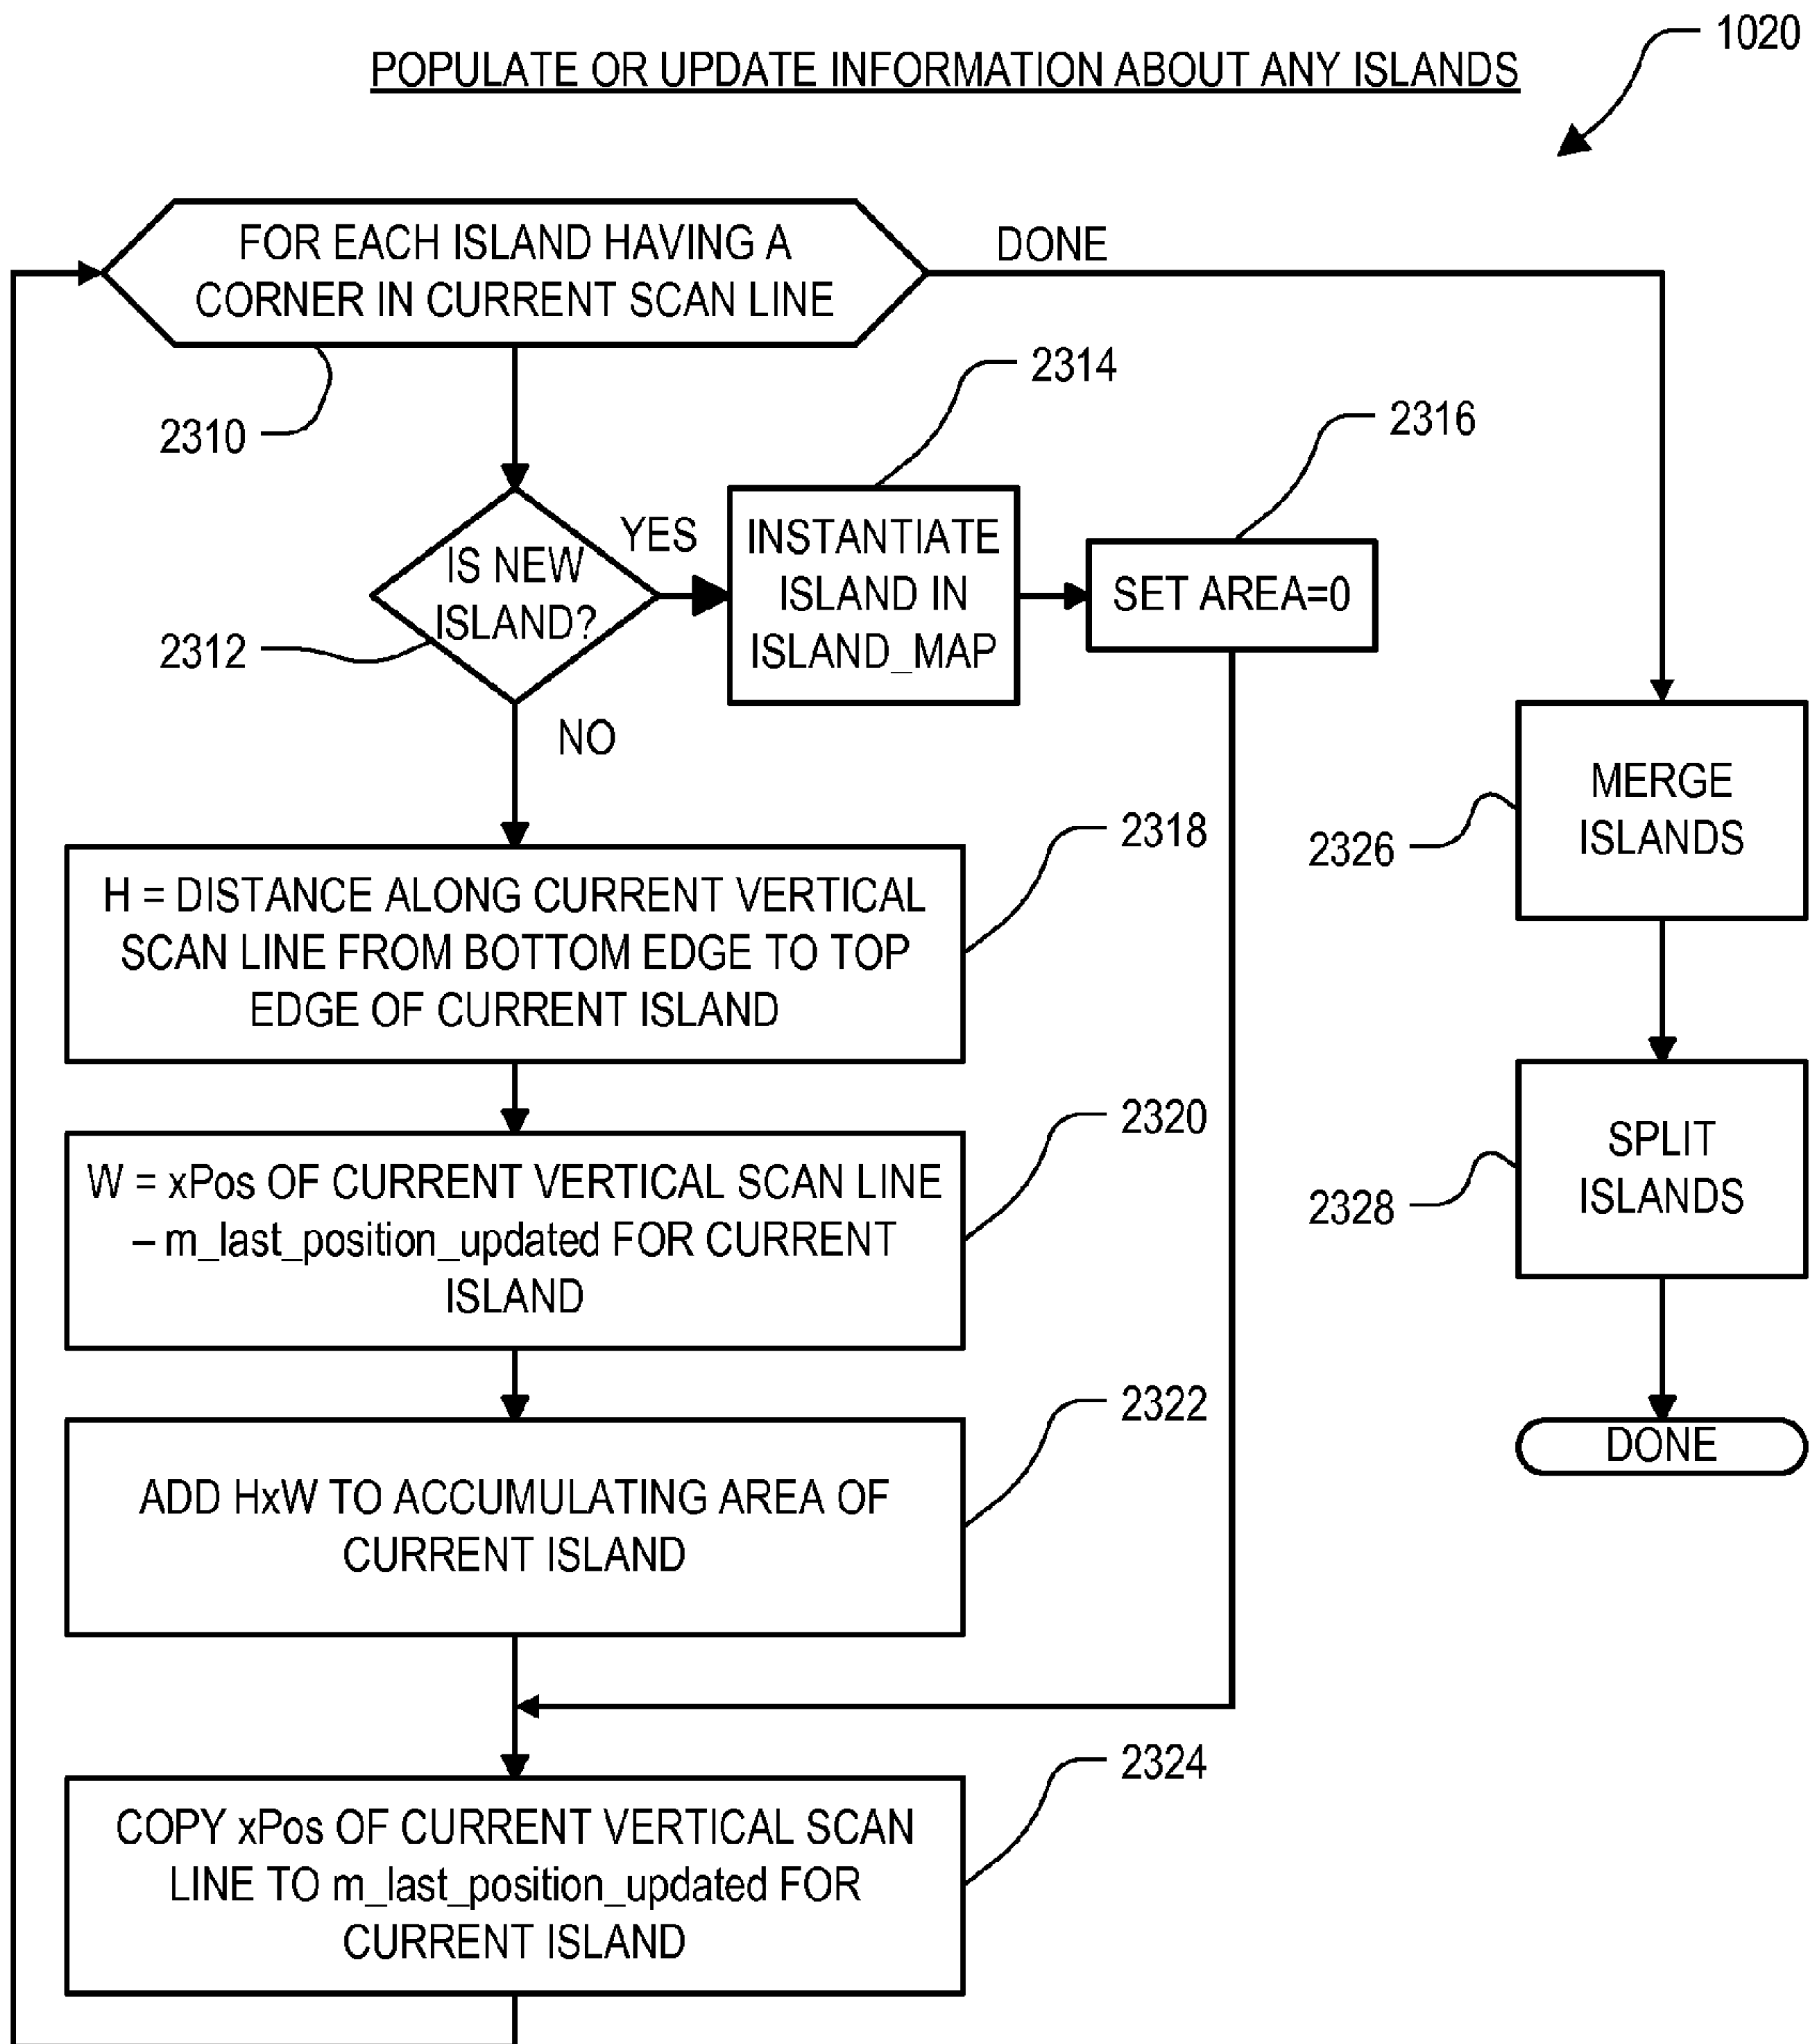 1020
POPULATE OR UPDATE INFORMATION ABOUT ANY ISLANDS
FOR EACH ISLAND HAVING A
CORNER IN CURRENT SCAN LINE
DONE
2310
2314
2316
IS NEW
ISLAND?
YES
2312
INSTANTIATE
ISLAND IN
ISLAND_MAP
SET AREA=0
NO
H = DISTANCE ALONG CURRENT VERTICAL
SCAN LINE FROM BOTTOM EDGE TO TOP
EDGE OF CURRENT ISLAND
2318
W = xPos OF CURRENT VERTICAL SCAN LINE
– m_last_position_updated FOR CURRENT
ISLAND
2320
ADD HxW TO ACCUMULATING AREA OF
CURRENT ISLAND
2322
COPY xPos OF CURRENT VERTICAL SCAN
LINE TO m_last_position_updated FOR
CURRENT ISLAND
2324
MERGE
ISLANDS
2326
SPLIT
ISLANDS
2328
DONE